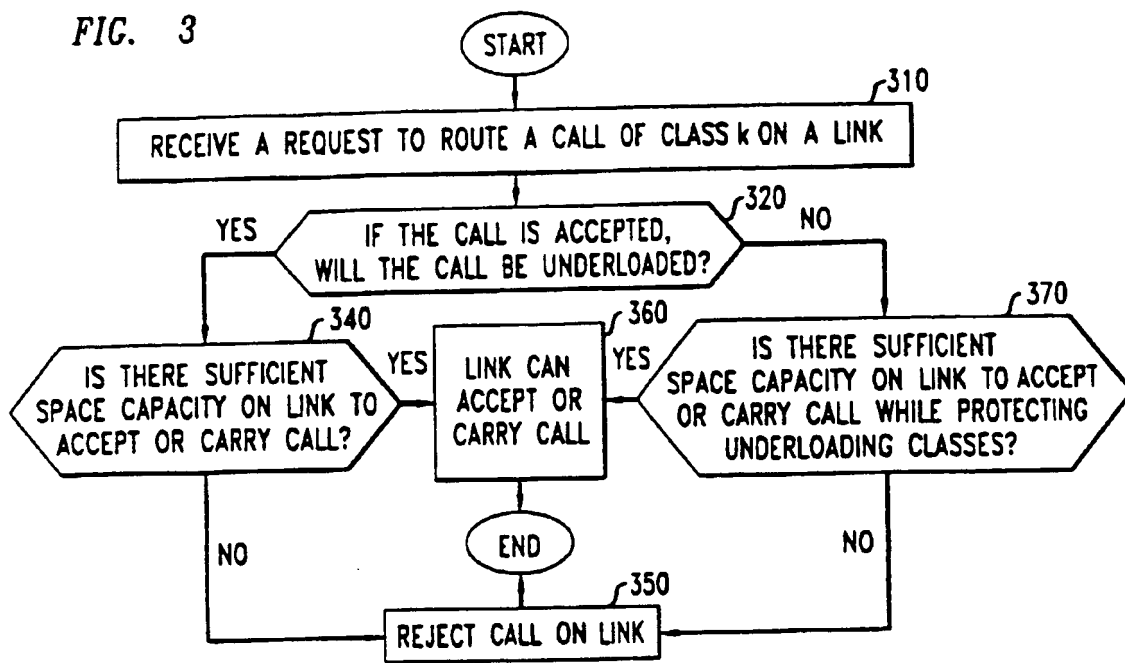 FIG. 3
START
310
RECEIVE A REQUEST TO ROUTE A CALL OF CLASS k ON A LINK
320
YES
NO
IF THE CALL IS ACCEPTED,
WILL THE CALL BE UNDERLOADED?
340
IS THERE SUFFICIENT
SPACE CAPACITY ON LINK TO
ACCEPT OR CARRY CALL?
YES
360
LINK CAN
ACCEPT OR
CARRY CALL
YES
370
IS THERE SUFFICIENT
SPACE CAPACITY ON LINK TO ACCEPT
OR CARRY CALL WHILE PROTECTING
UNDERLOADING CLASSES?
NO
END
NO
350
REJECT CALL ON LINK